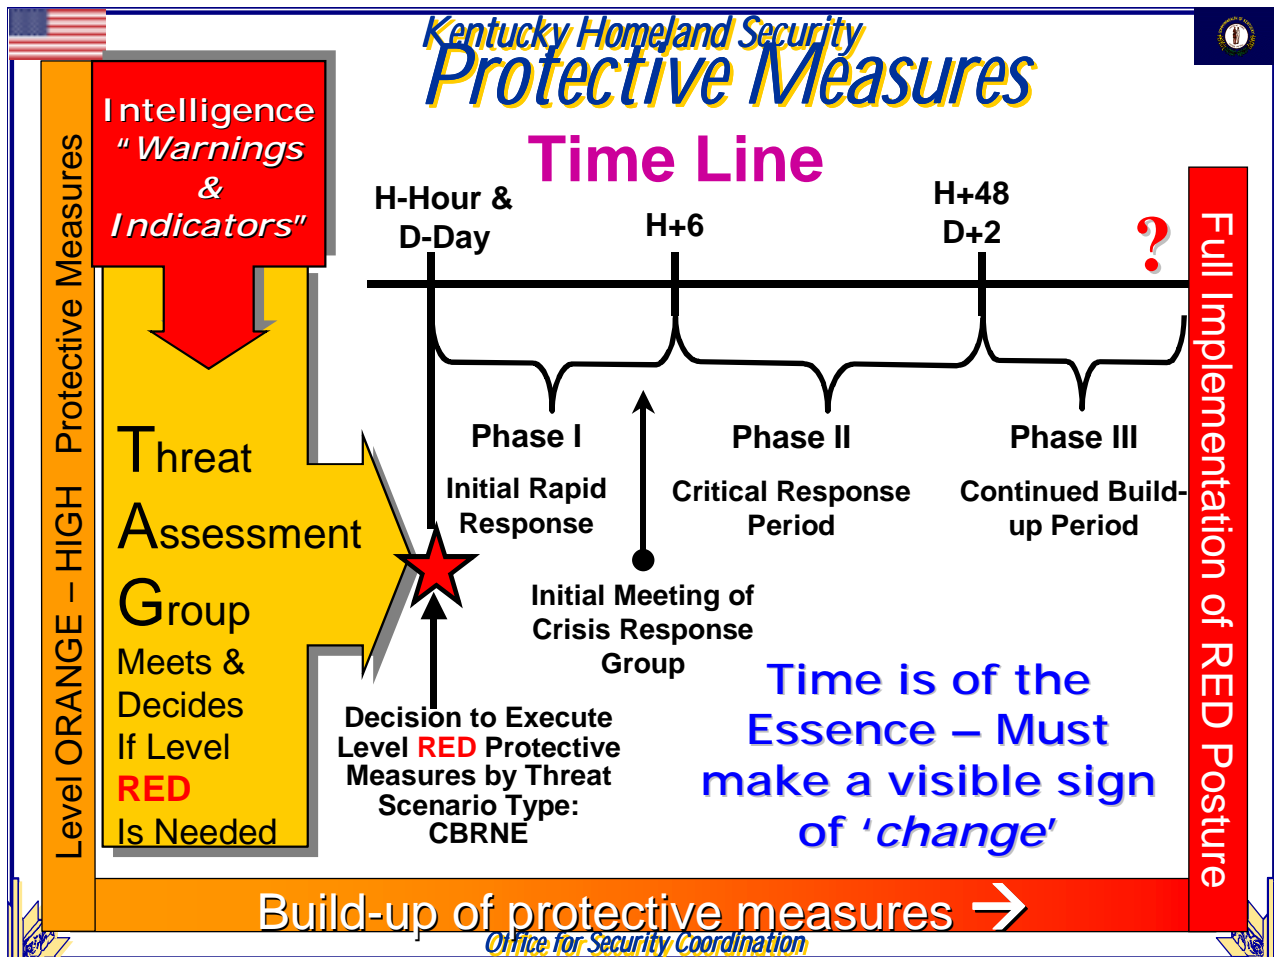 Kentucky Homeland Security
Protective Measures
Time Line
Level ORANGE – HIGH   Protective Measures
Intelligence
“Warnings
&
Indicators”
Threat
Assessment
Group
Meets &
Decides
If Level
RED
Is Needed
H-Hour &
D-Day
H+6
H+48
D+2
?
Phase I
Initial Rapid
Response
Phase II
Critical Response
Period
Phase III
Continued Build-
up Period
Initial Meeting of
Crisis Response
Group
Decision to Execute
Level RED Protective
Measures by Threat
Scenario Type:
CBRNE
Time is of the
Essence – Must
make a visible sign
of ‘change’
Full Implementation of RED Posture
Build-up of protective measures →
Office for Security Coordination